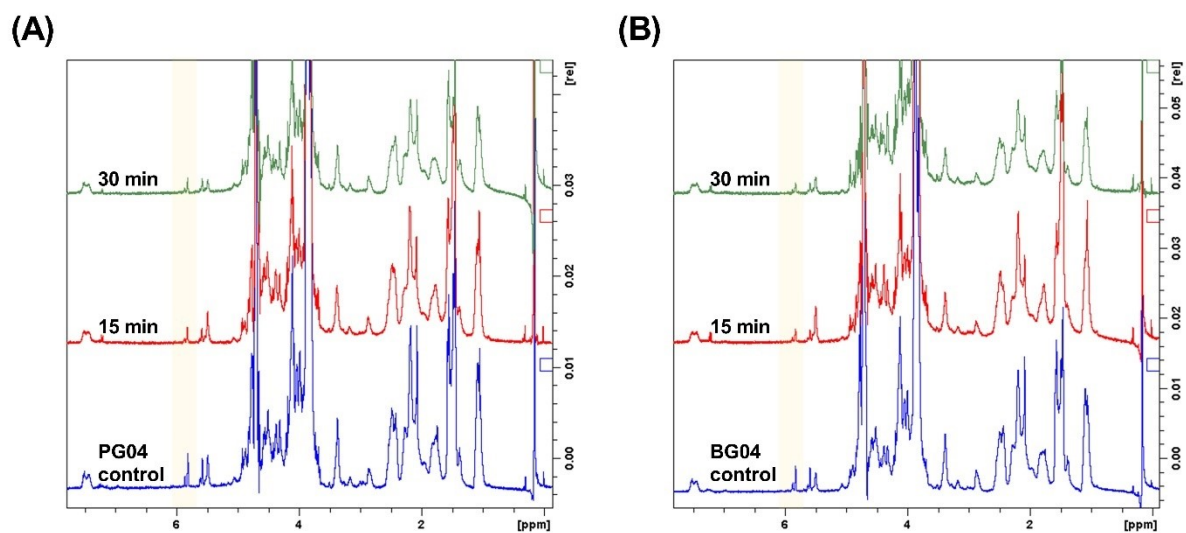 (A)
(B)
30 min
15 min
PG04
control
[rel]
0.03
0.02
0.01
0.00
6
4
2
[ppm]
30 min
15 min
BG04
control
[rel]
0.05
0.04
0.03
0.02
0.01
0.00
6
4
2
[ppm]